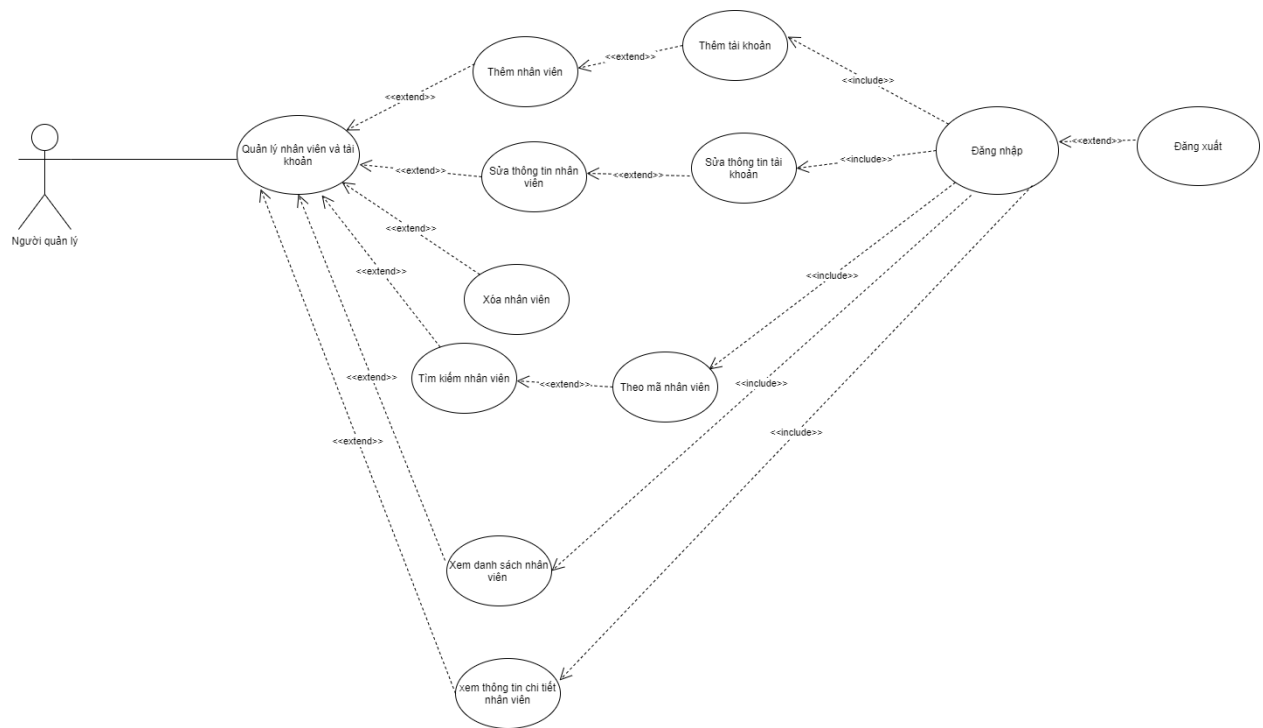 Thêm tài khoản
<<extend>>
Thêm nhân viên
<<include>>
<<extend>>
Quản lý nhân viên và tài
khoản
Đăng nhập
<<extend>>
Đăng xuất
Sửa thông tin tài
khoản
<<include>>
Sửa thông tin nhân
viên
<<extend>>
<<extend>>
Người quản lý
<<extend>>
<<extend>>
<<include>>
Xóa nhân viên
Tìm kiếm nhân viên
<<extend>>
Theo mã nhân viên
<<extend>>
<<include>>
<<extend>>
<<include>>
Xem danh sách nhân
viên
xem thông tin chi tiết
nhân viên